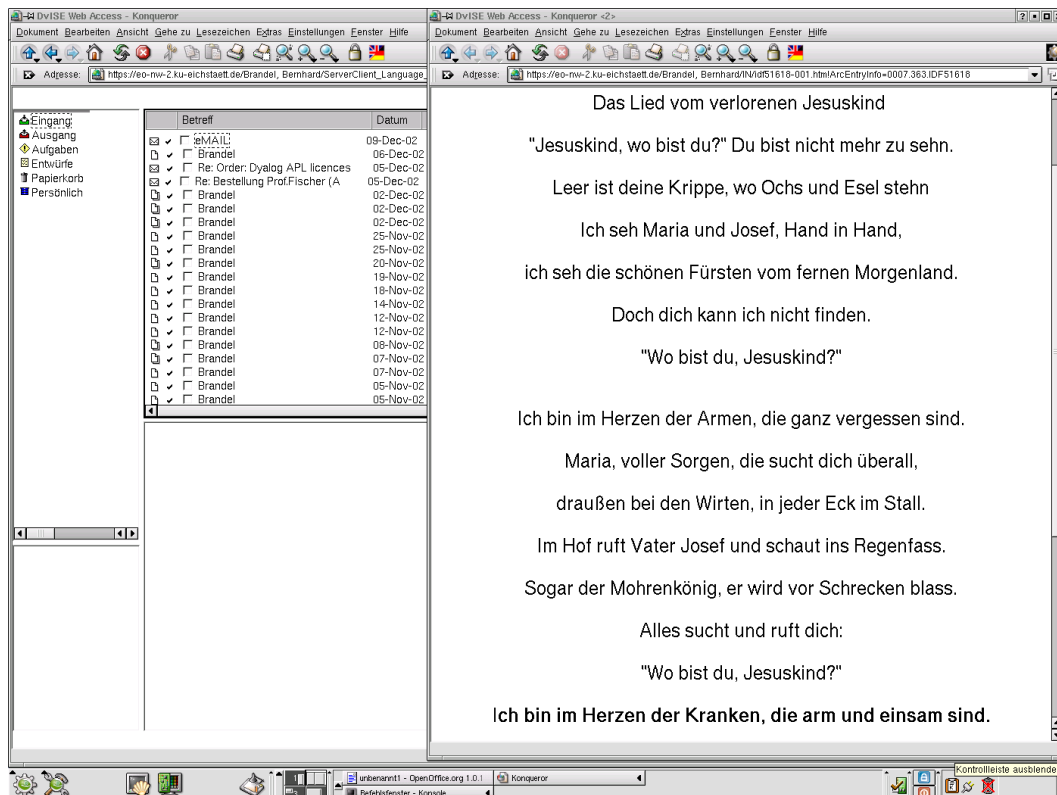 DvISE Web Access - Konqueror
Dokument Bearbeiten Ansicht Gehe zu Lesezeichen Extras Einstellungen Fenster Hilfe
Adresse: https://eo-nw-2.ku-eichstaett.de/Brandel, Bernhard/ServerClient_Language_
Eingang
Ausgang
Aufgaben
Entwürfe
Papierkorb
Persönlich
Betreff Datum
eMAIL 09-Dec-02
Brandel 06-Dec-02
Re: Order: Dyalog APL licences 05-Dec-02
Re: Bestellung Prof.Fischer (A 05-Dec-02
Brandel 02-Dec-02
Brandel 02-Dec-02
Brandel 02-Dec-02
Brandel 25-Nov-02
Brandel 25-Nov-02
Brandel 20-Nov-02
Brandel 19-Nov-02
Brandel 18-Nov-02
Brandel 14-Nov-02
Brandel 12-Nov-02
Brandel 12-Nov-02
Brandel 08-Nov-02
Brandel 07-Nov-02
Brandel 07-Nov-02
Brandel 05-Nov-02
Brandel 05-Nov-02
DvISE Web Access - Konqueror <2>
Dokument Bearbeiten Ansicht Gehe zu Lesezeichen Extras Einstellungen Fenster Hilfe
Adresse: https://eo-nw-2.ku-eichstaett.de/Brandel, Bernhard/IN/idf51618-001.html?ArcEntryInfo=0007.363.IDF51618
Das Lied vom verlorenen Jesuskind
"Jesuskind, wo bist du?" Du bist nicht mehr zu sehn.
Leer ist deine Krippe, wo Ochs und Esel stehn
Ich seh Maria und Josef, Hand in Hand,
ich seh die schönen Fürsten vom fernen Morgenland.
Doch dich kann ich nicht finden.
"Wo bist du, Jesuskind?"
Ich bin im Herzen der Armen, die ganz vergessen sind.
Maria, voller Sorgen, die sucht dich überall,
draußen bei den Wirten, in jeder Eck im Stall.
Im Hof ruft Vater Josef und schaut ins Regenfass.
Sogar der Mohrenkönig, er wird vor Schrecken blass.
Alles sucht und ruft dich:
"Wo bist du, Jesuskind?"
Ich bin im Herzen der Kranken, die arm und einsam sind.
Kontrollleiste ausblende
unbenannt1 - OpenOffice.org 1.0.1
Konqueror
Befehlsfenster - Konsole